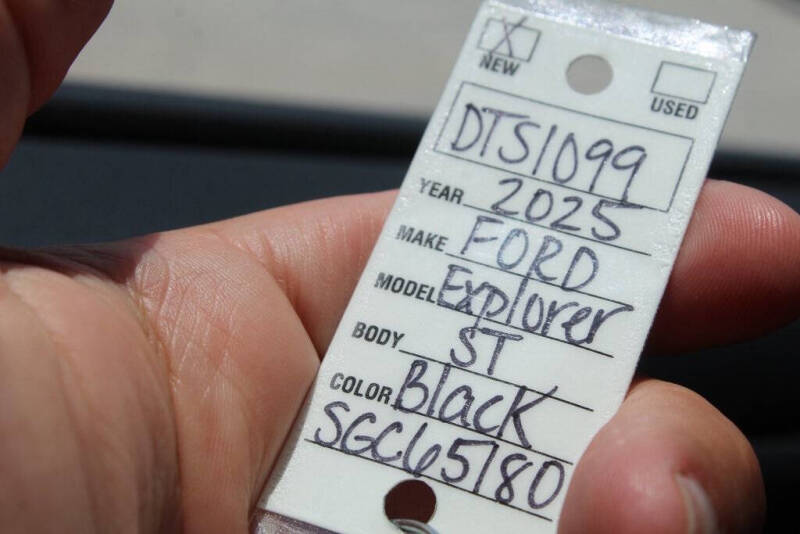 X
NEW
USED
DTS1099
YEAR 2025
MAKE FORD
MODEL Explorer
BODY ST
COLOR Black
SGC65180